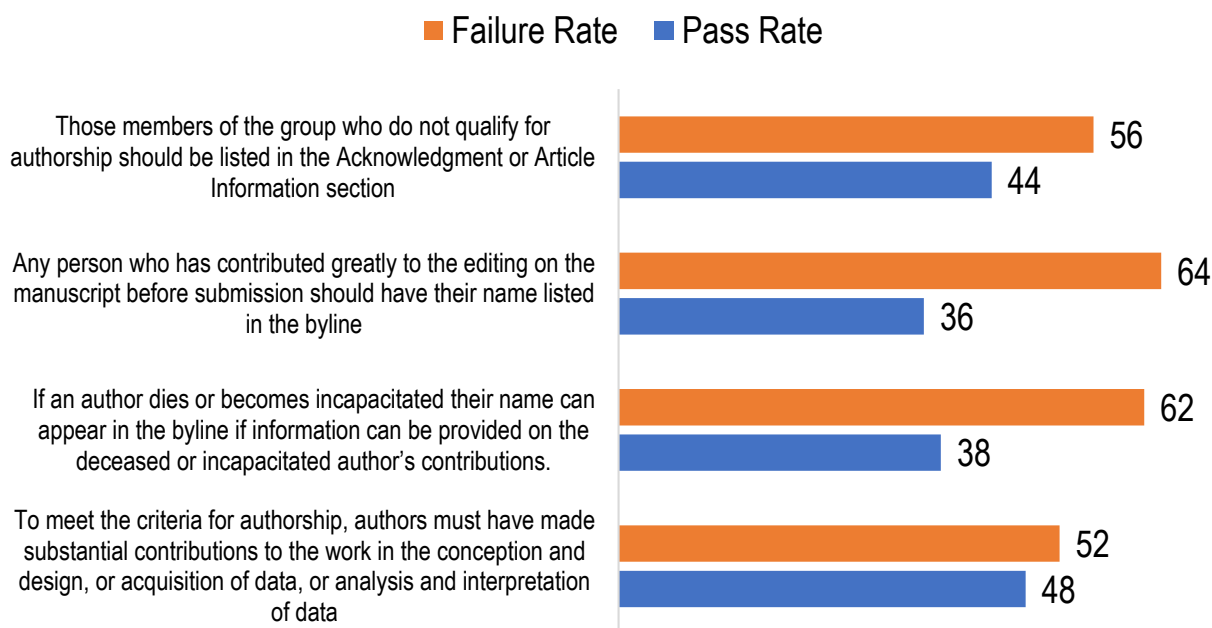 Failure Rate Pass Rate
Those members of the group who do not qualify for
authorship should be listed in the Acknowledgment or Article
Information section
56
44
Any person who has contributed greatly to the editing on the
manuscript before submission should have their name listed
in the byline
64
36
If an author dies or becomes incapacitated their name can
appear in the byline if information can be provided on the
deceased or incapacitated author’s contributions.
62
38
To meet the criteria for authorship, authors must have made
substantial contributions to the work in the conception and
design, or acquisition of data, or analysis and interpretation
of data
52
48